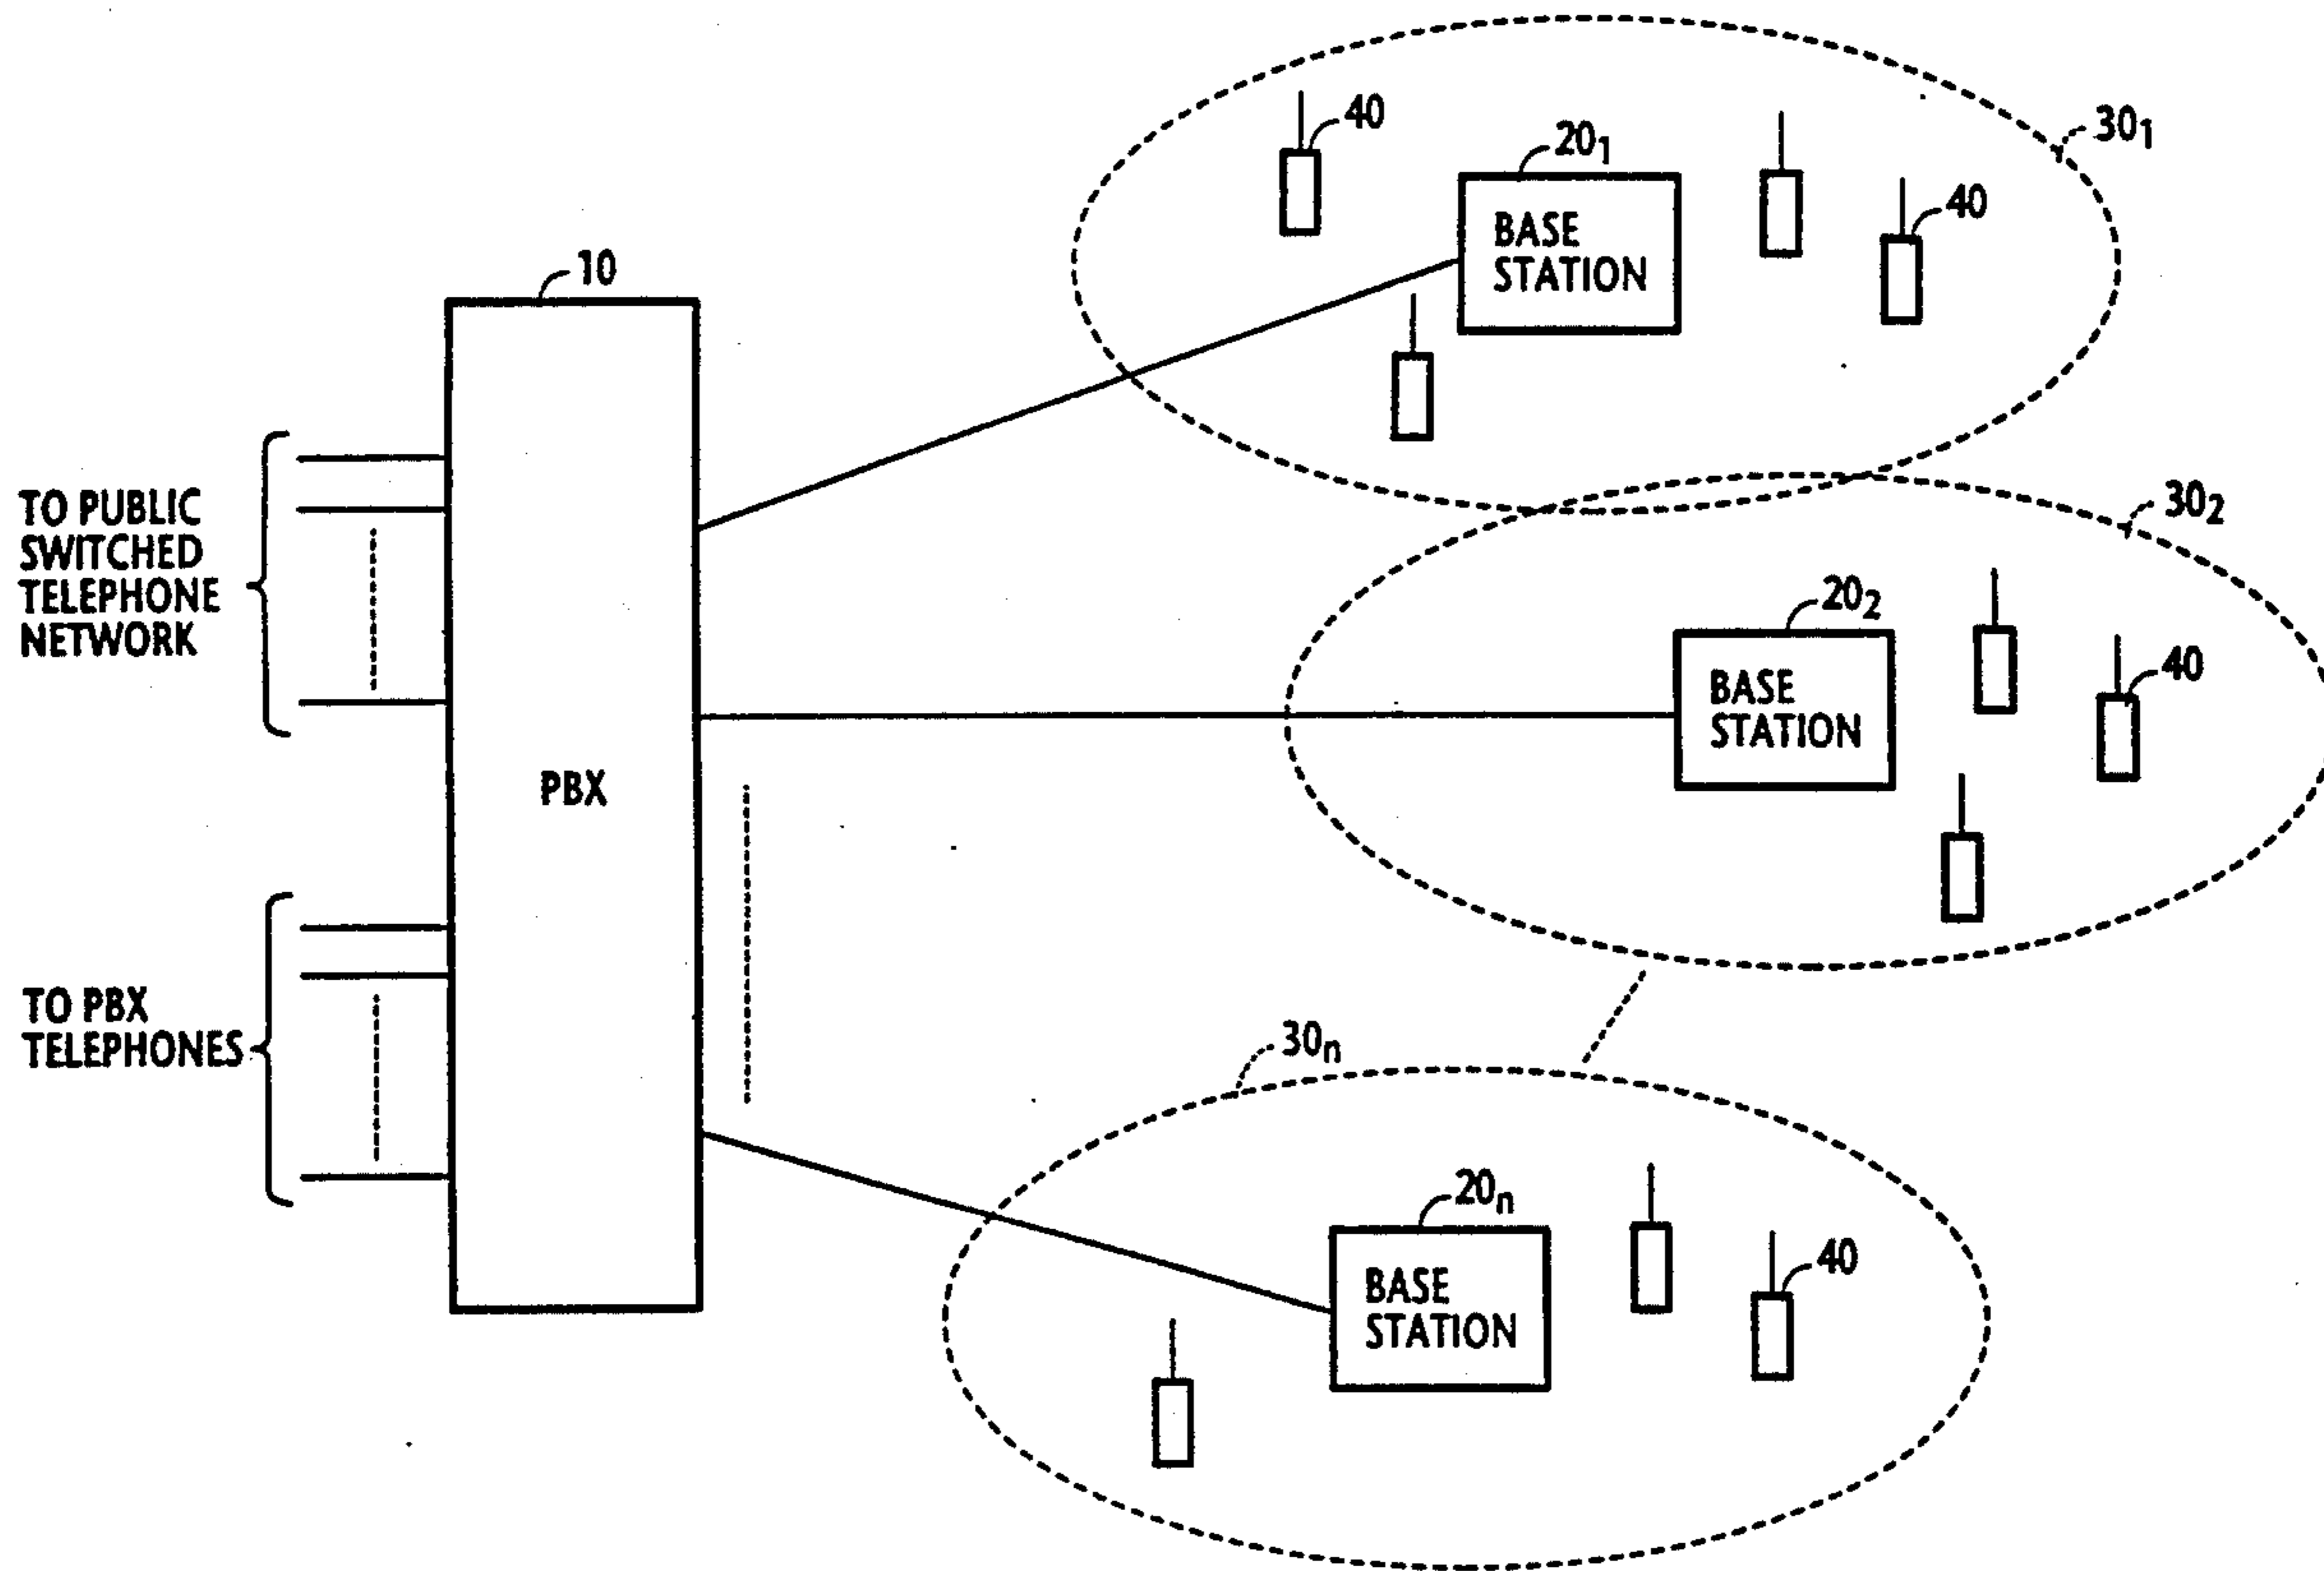 40
20₁
30₁
BASE
STATION
40
10
30₂
TO PUBLIC
SWITCHED
TELEPHONE
NETWORK
20₂
BASE
STATION
40
PBX
TO PBX
TELEPHONES
30ₙ
20ₙ
BASE
STATION
40